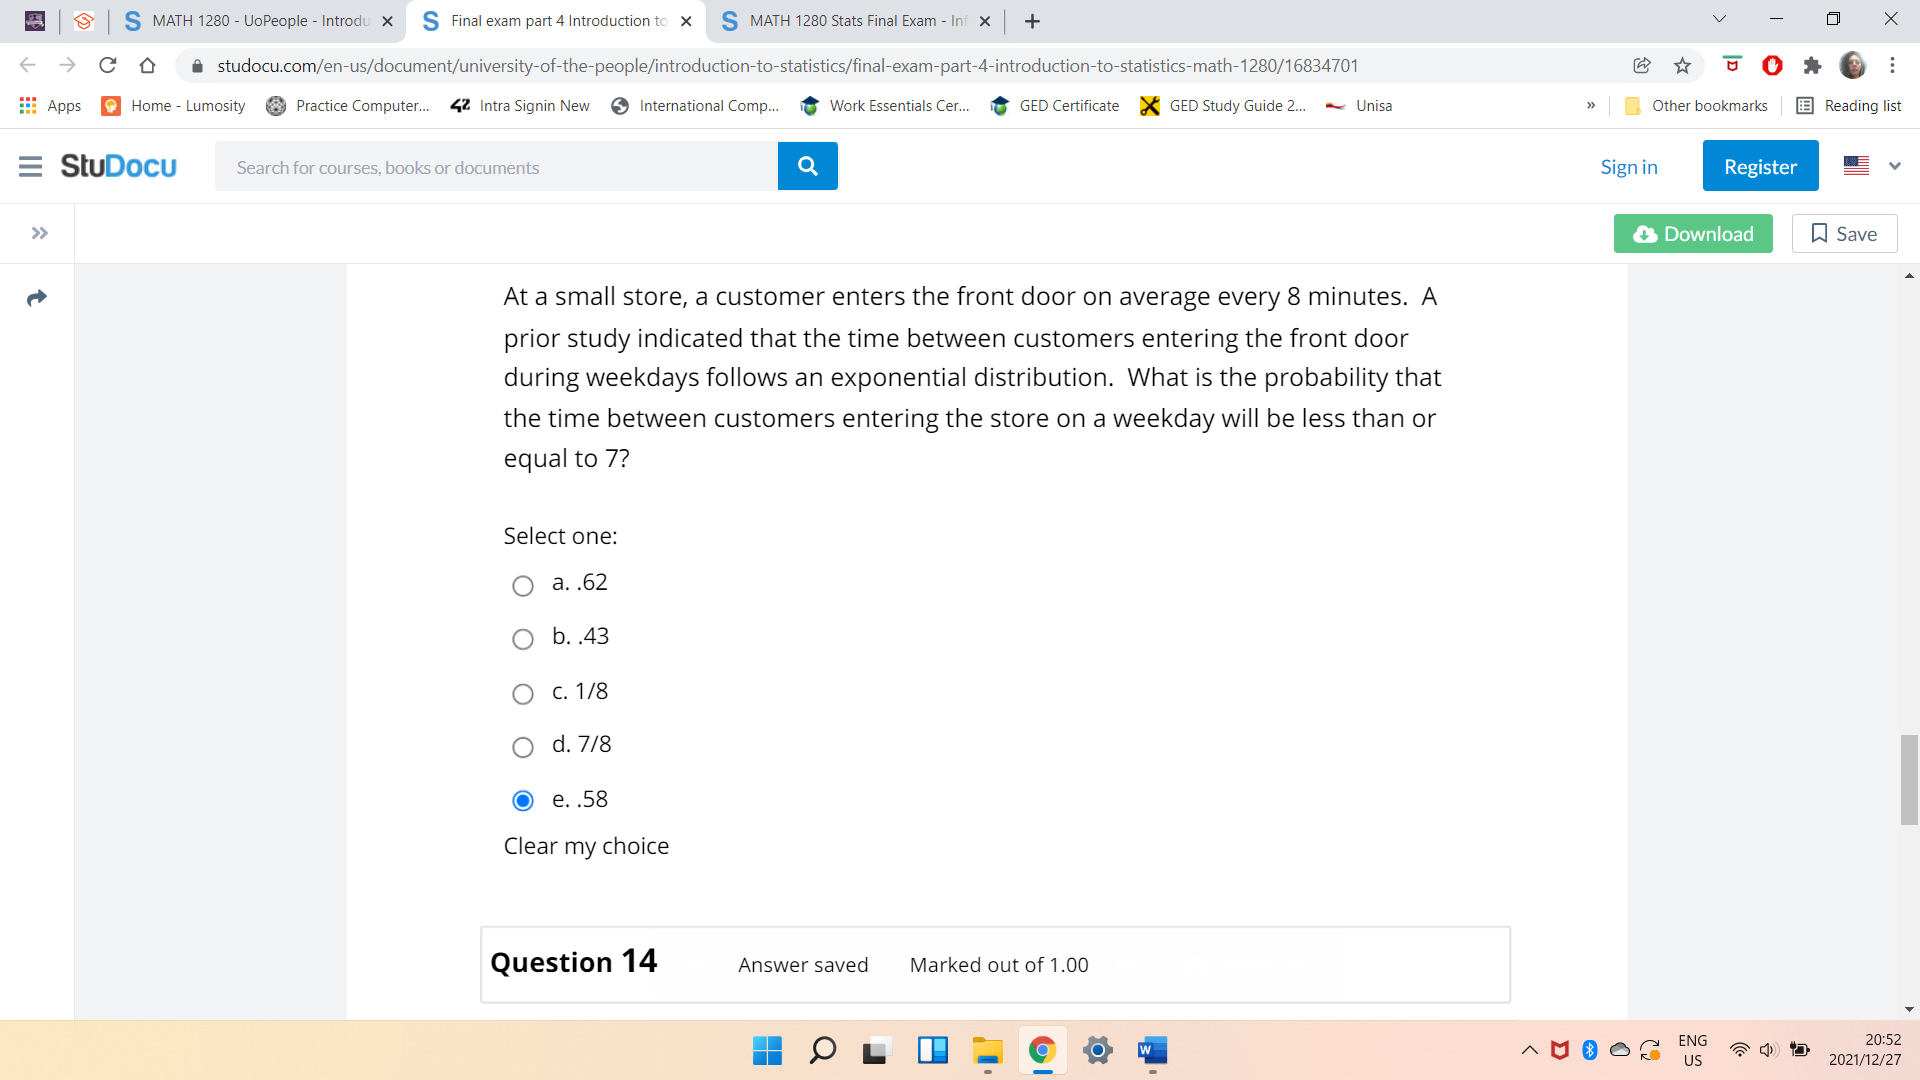 MATH 1280 - UoPeople - Introdu
Final exam part 4 Introduction to
MATH 1280 Stats Final Exam - Inf
studocu.com/en-us/document/university-of-the-people/introduction-to-statistics/final-exam-part-4-introduction-to-statistics-math-1280/16834701
Apps
Home - Lumosity
Practice Computer...
Intra Signin New
International Comp...
Work Essentials Cer...
GED Certificate
GED Study Guide 2...
Unisa
»
Other bookmarks
Reading list
StuDocu
Search for courses, books or documents
Sign in
Register
Download
Save
At a small store, a customer enters the front door on average every 8 minutes. A
prior study indicated that the time between customers entering the front door
during weekdays follows an exponential distribution. What is the probability that
the time between customers entering the store on a weekday will be less than or
equal to 7?
Select one:
a. .62
b. .43
c. 1/8
d. 7/8
e. .58
Clear my choice
Question 14
Answer saved
Marked out of 1.00
ENG
US
20:52
2021/12/27